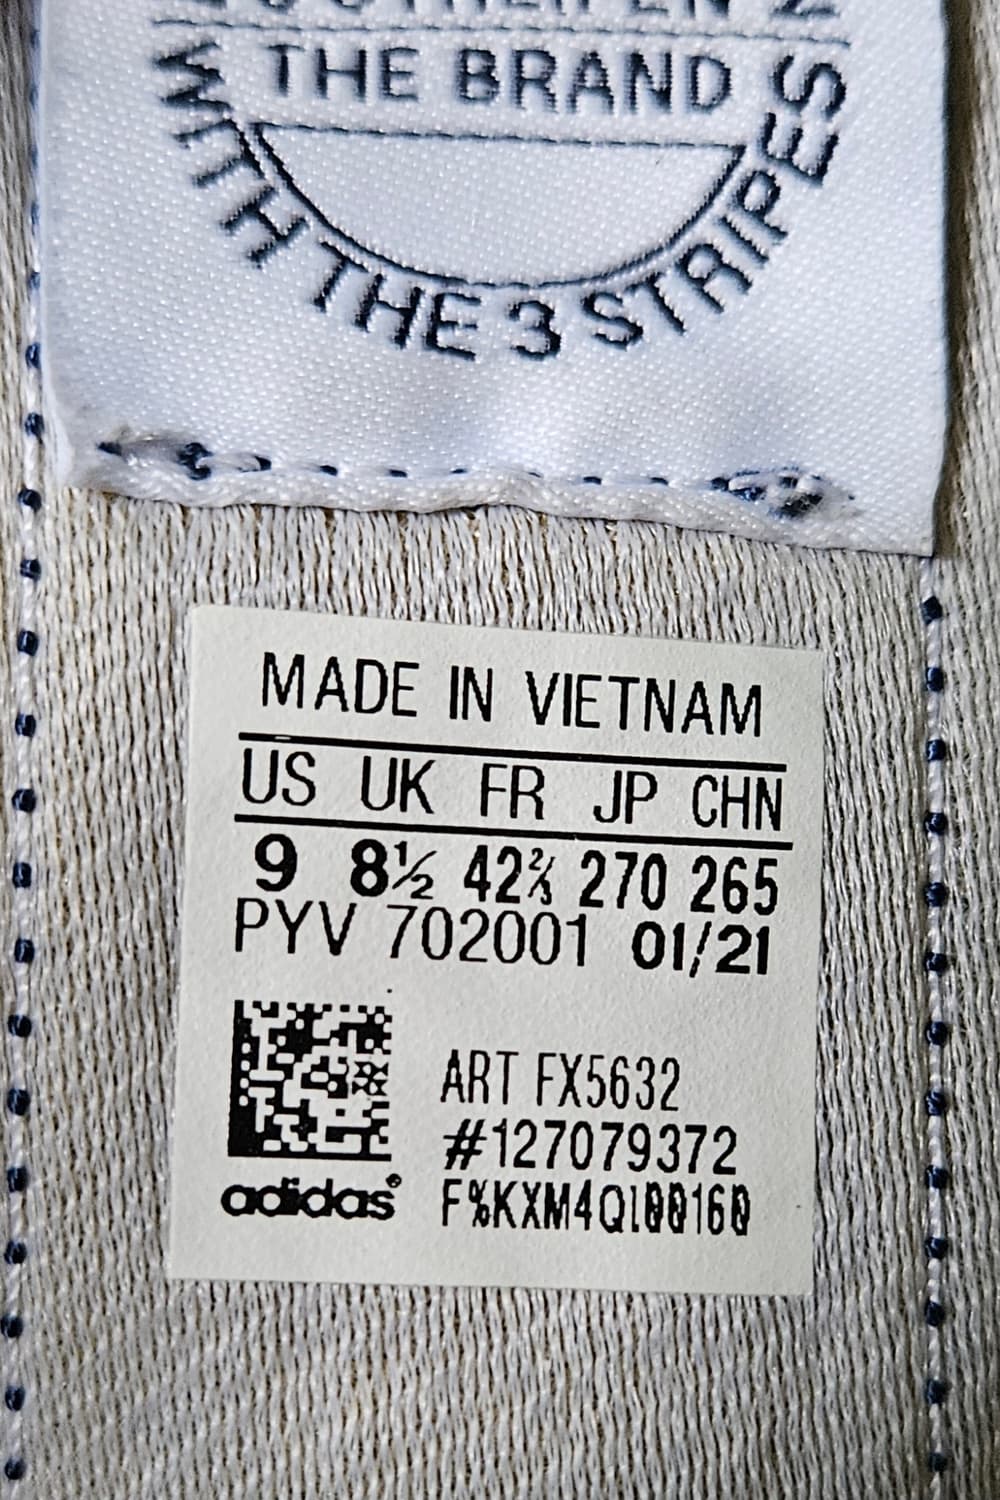 THE BRAND
WITH THE 3 STRIPES
MADE IN VIETNAM
US UK FR JP CHN
9 8½ 42⅔ 270 265
PYV 702001 01/21
ART FX5632
#127079372
F%KXM4Ql00160
adidas®